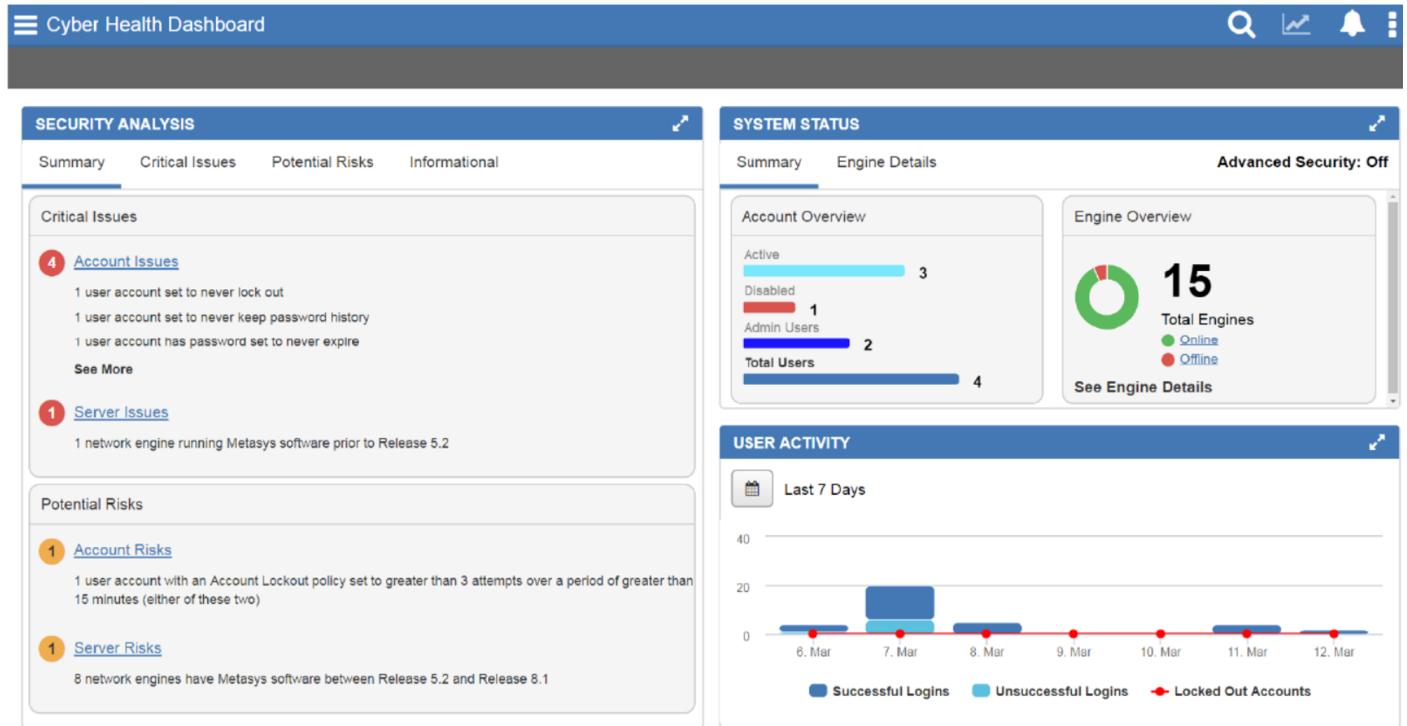 Cyber Health Dashboard
SECURITY ANALYSIS
Summary Critical Issues Potential Risks Informational
Critical Issues
4 Account Issues
1 user account set to never lock out
1 user account set to never keep password history
1 user account has password set to never expire
See More
1 Server Issues
1 network engine running Metasys software prior to Release 5.2
Potential Risks
1 Account Risks
1 user account with an Account Lockout policy set to greater than 3 attempts over a period of greater than
15 minutes (either of these two)
1 Server Risks
8 network engines have Metasys software between Release 5.2 and Release 8.1
SYSTEM STATUS
Summary Engine Details Advanced Security: Off
Account Overview
Active
3
Disabled
1
Admin Users
2
Total Users
4
Engine Overview
15
Total Engines
Online
Offline
See Engine Details
USER ACTIVITY
Last 7 Days
40
20
0
6. Mar 7. Mar 8. Mar 9. Mar 10. Mar 11. Mar 12. Mar
Successful Logins Unsuccessful Logins Locked Out Accounts